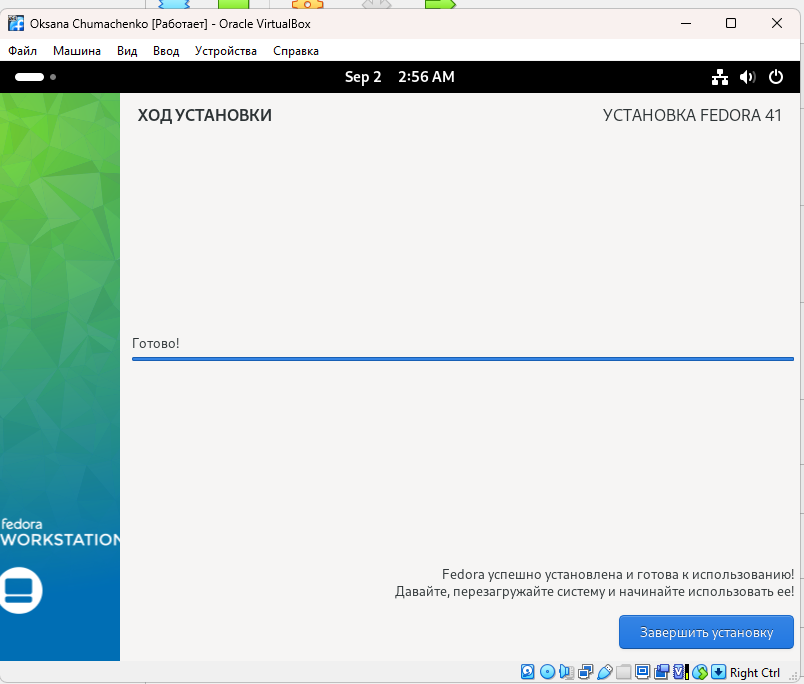 Oksana Chumachenko [Работает] - Oracle VirtualBox
Файл Машина Вид Ввод Устройства Справка
Sep 2 2:56 AM
ХОД УСТАНОВКИ
УСТАНОВКА FEDORA 41
Готово!
fedora
WORKSTATION
Fedora успешно установлена и готова к использованию!
Давайте, перезагружайте систему и начинайте использовать ее!
Завершить установку
Right Ctrl